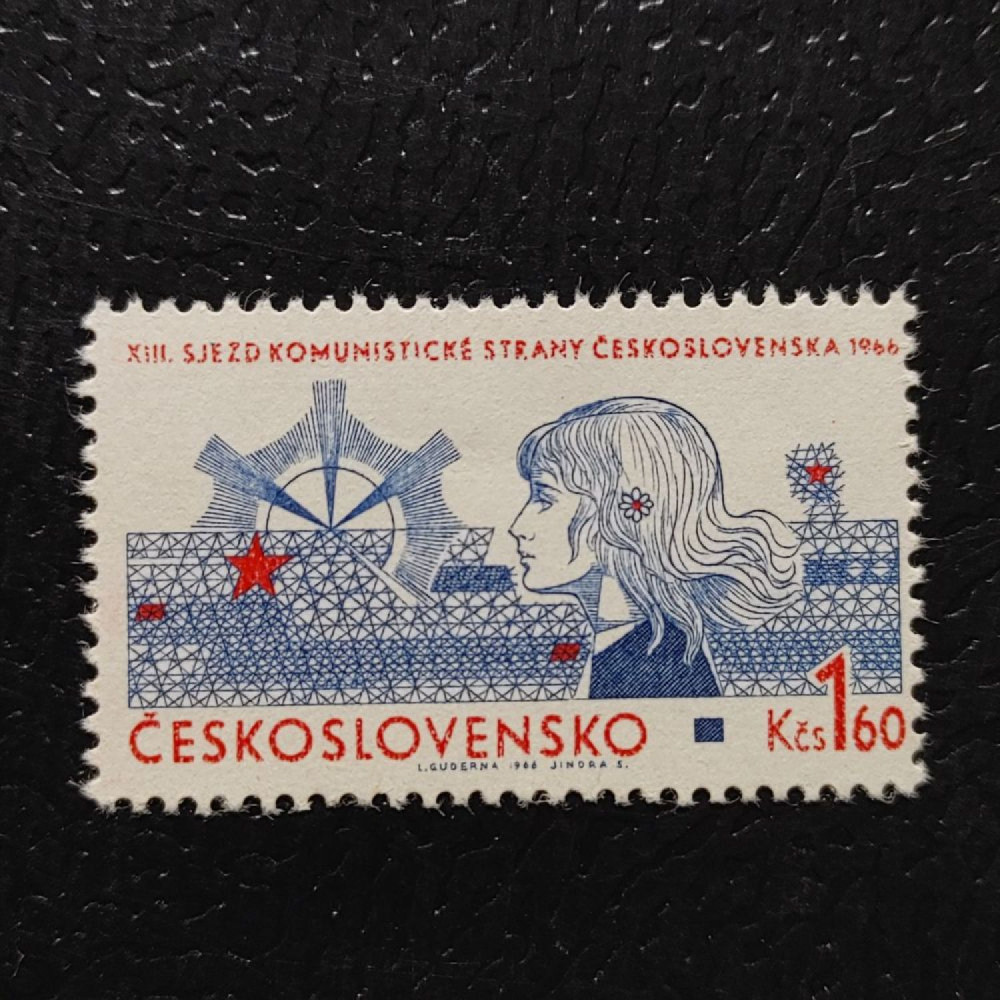 XIII. SJEZD KOMUNISTICKÉ STRANY ČESKOSLOVENSKA 1966
ČESKOSLOVENSKO
Kčs 1 60
L.GUDERNA 1966 JINDRA S.